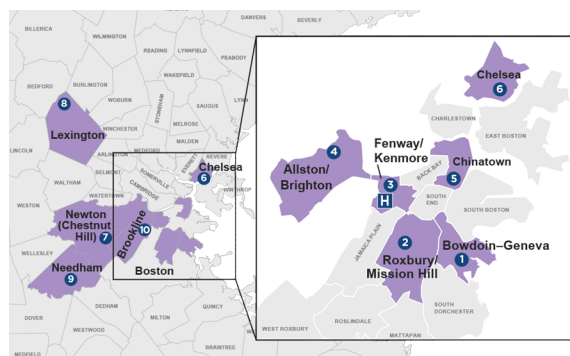 DANVERS
BEVERLY
BILLERICA
WILMINGTON
READING
LYNNFIELD
PEABODY
WAKEFIELD
BEDFORD
BURLINGTON
WOBURN
STONEHAM
SAUGUS
LYNN
8
Lexington
WINCHESTER
MELROSE
MALDEN
LINCOLN
ARLINGTON
MEDFORD
EVERETT
REVERE
Chelsea
6
BELMONT
SOMERVILLE
WALTHAM
CAMBRIDGE
WINTHROP
WATERTOWN
WESTON
Newton
(Chestnut
Hill)
7
Brookline
10
WELLESLEY
Needham
9
Boston
DEDHAM
MILTON
QUINCY
DOVER
WESTWOOD
BRAINTREE
MEDFIELD
Chelsea
6
CHARLESTOWN
EAST BOSTON
Fenway/
Kenmore
4
Allston/
Brighton
BACK BAY
Chinatown
5
3
H
SOUTH
END
SOUTH BOSTON
JAMAICA PLAIN
2
Roxbury/
Mission Hill
Bowdoin–Geneva
1
SOUTH
DORCHESTER
WEST ROXBURY
ROSLINDALE
MATTAPAN